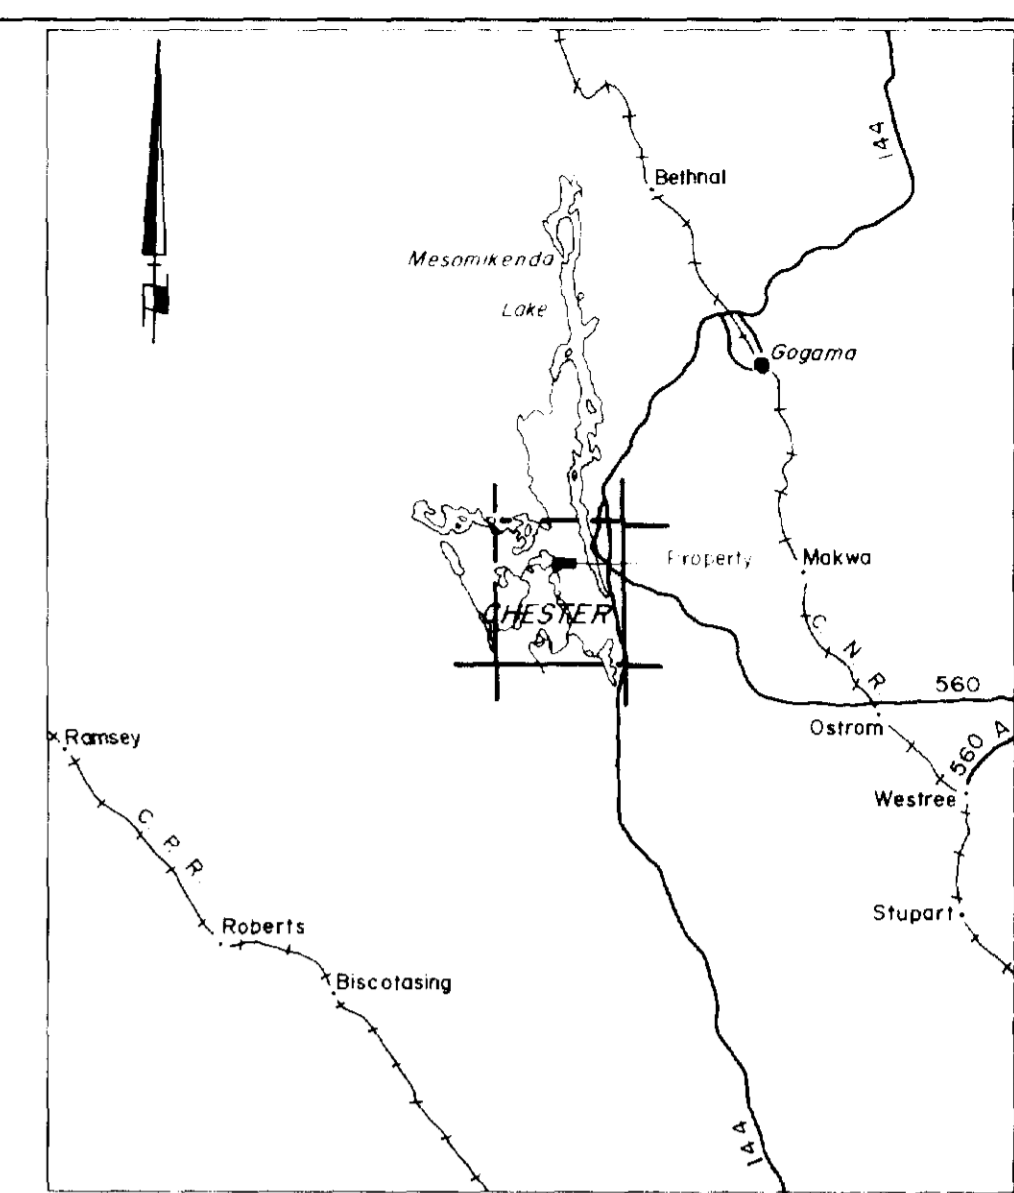 144
Bethnal
Mesomikenda
Lake
Gogama
Property
Makwa
CHESTER
C. N. R.
560
Ostrom
560 A
Ramsey
Westree
C. P. R.
Stupart
Roberts
Biscotasing
144